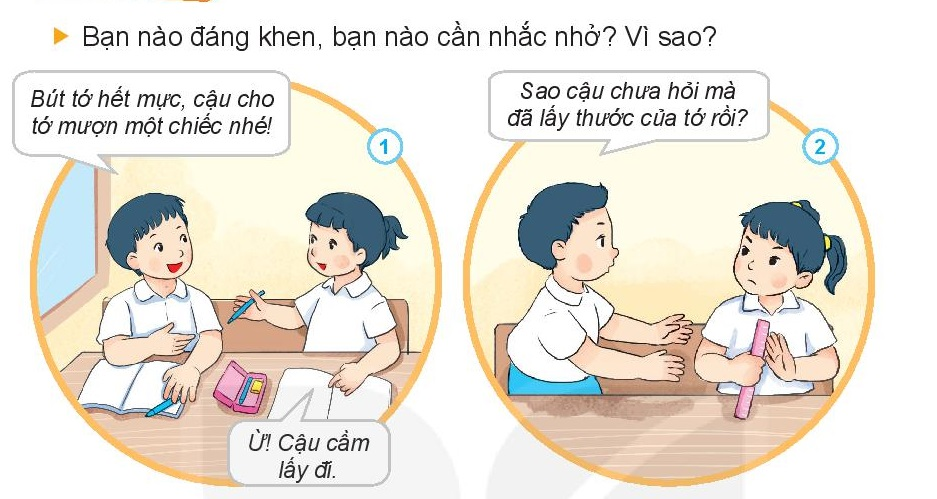 Bạn nào đáng khen, bạn nào cần nhắc nhở? Vì sao?
Bút tớ hết mực, cậu cho
tớ mượn một chiếc nhé!
1
Ừ! Cậu cầm
lấy đi.
Sao cậu chưa hỏi mà
đã lấy thước của tớ rồi?
2